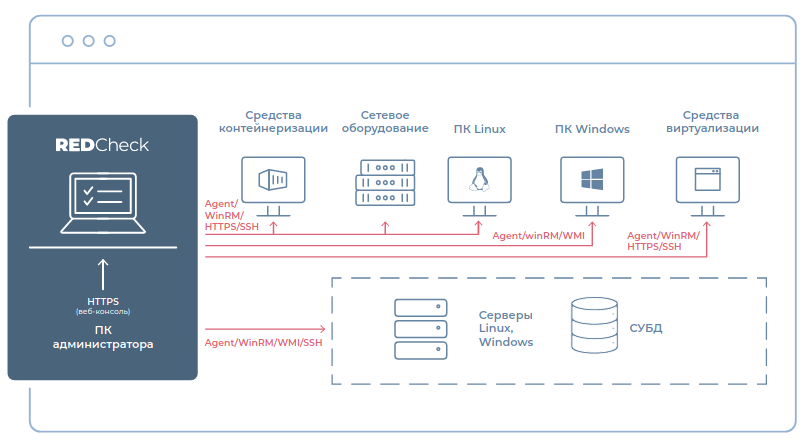 Средства
контейнеризации
Сетевое
оборудование
ПК Linux
ПК Windows
Средства
виртуализации
REDCheck
Agent/
WinRM/
HTTPS/SSH
Agent/winRM/WMI
Agent/WinRM/
HTTPS/SSH
HTTPS
(веб-консоль)
ПК
администратора
Agent/WinRM/WMI/SSH
Серверы
Linux,
Windows
СУБД